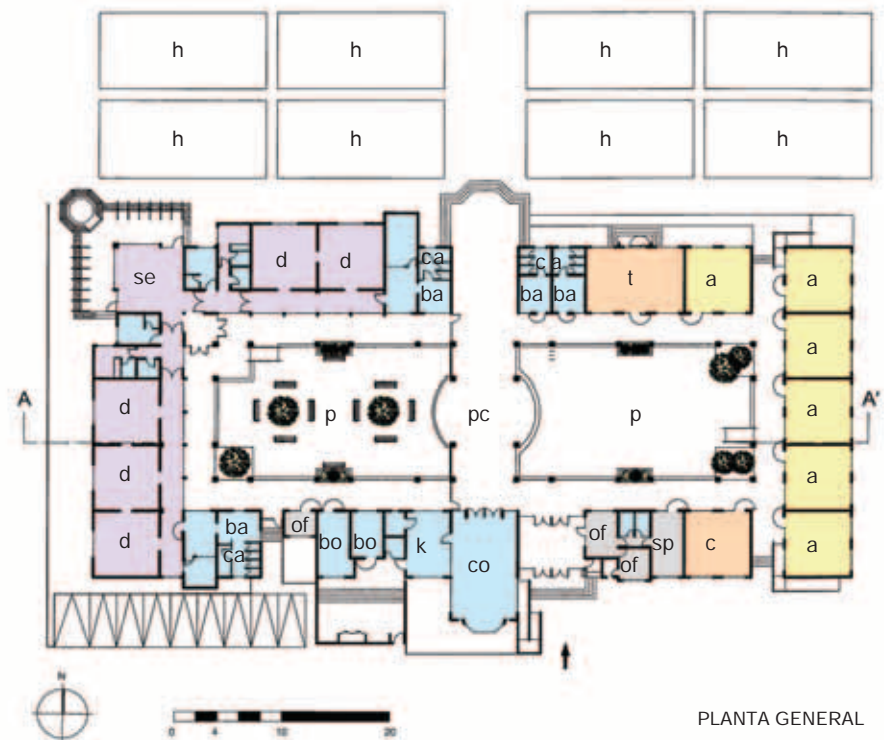 h h h h
h h h h
ca ca
se d d ba ba ba t a a
a
A d p pc p a A'
d a
d ba of bo bo k co of sp c a
ca of
N
0 4 10 20
PLANTA GENERAL